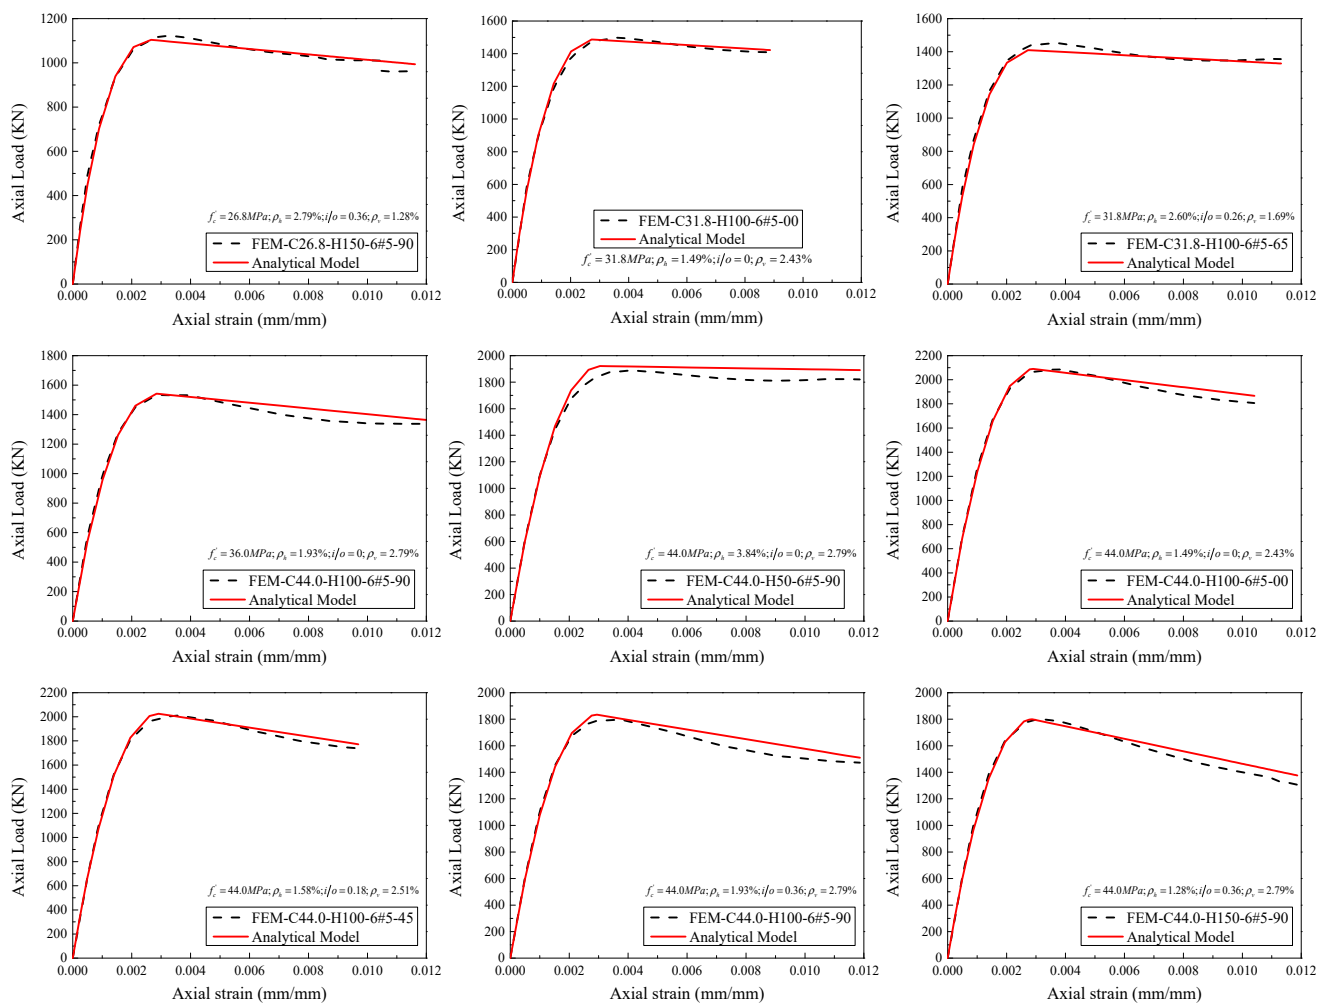 1200
1000
800
600
400
200
0
Axial Load (KN)
f'c = 26.8MPa; ρh = 2.79%; i/o = 0.36; ρv = 1.28%
FEM-C26.8-H150-6#5-90
Analytical Model
0.000 0.002 0.004 0.006 0.008 0.010 0.012
Axial strain (mm/mm)
1600
1400
1200
1000
800
600
400
200
0
Axial Load (KN)
FEM-C31.8-H100-6#5-00
Analytical Model
f'c = 31.8MPa; ρh = 1.49%; i/o = 0; ρv = 2.43%
0.000 0.002 0.004 0.006 0.008 0.010 0.012
Axial strain (mm/mm)
1600
1400
1200
1000
800
600
400
200
0
Axial Load (KN)
f'c = 31.8MPa; ρh = 2.60%; i/o = 0.26; ρv = 1.69%
FEM-C31.8-H100-6#5-65
Analytical Model
0.000 0.002 0.004 0.006 0.008 0.010 0.012
Axial strain (mm/mm)
1800
1600
1400
1200
1000
800
600
400
200
0
Axial Load (KN)
f'c = 36.0MPa; ρh = 1.93%; i/o = 0; ρv = 2.79%
FEM-C44.0-H100-6#5-90
Analytical Model
0.000 0.002 0.004 0.006 0.008 0.010 0.012
Axial strain (mm/mm)
2000
1800
1600
1400
1200
1000
800
600
400
200
0
Axial Load (KN)
f'c = 44.0MPa; ρh = 3.84%; i/o = 0; ρv = 2.79%
FEM-C44.0-H50-6#5-90
Analytical Model
0.000 0.002 0.004 0.006 0.008 0.010 0.012
Axial strain (mm/mm)
2200
2000
1800
1600
1400
1200
1000
800
600
400
200
0
Axial Load (KN)
f'c = 44.0MPa; ρh = 1.49%; i/o = 0; ρv = 2.43%
FEM-C44.0-H100-6#5-00
Analytical Model
0.000 0.002 0.004 0.006 0.008 0.010 0.012
Axial strain (mm/mm)
2200
2000
1800
1600
1400
1200
1000
800
600
400
200
0
Axial Load (KN)
f'c = 44.0MPa; ρh = 1.58%; i/o = 0.18; ρv = 2.51%
FEM-C44.0-H100-6#5-45
Analytical Model
0.000 0.002 0.004 0.006 0.008 0.010 0.012
Axial strain (mm/mm)
2000
1800
1600
1400
1200
1000
800
600
400
200
0
Axial Load (KN)
f'c = 44.0MPa; ρh = 1.93%; i/o = 0.36; ρv = 2.79%
FEM-C44.0-H100-6#5-90
Analytical Model
0.000 0.002 0.004 0.006 0.008 0.010 0.012
Axial strain (mm/mm)
2000
1800
1600
1400
1200
1000
800
600
400
200
0
Axial Load (KN)
f'c = 44.0MPa; ρh = 1.28%; i/o = 0.36; ρv = 2.79%
FEM-C44.0-H150-6#5-90
Analytical Model
0.000 0.002 0.004 0.006 0.008 0.010 0.012
Axial strain (mm/mm)